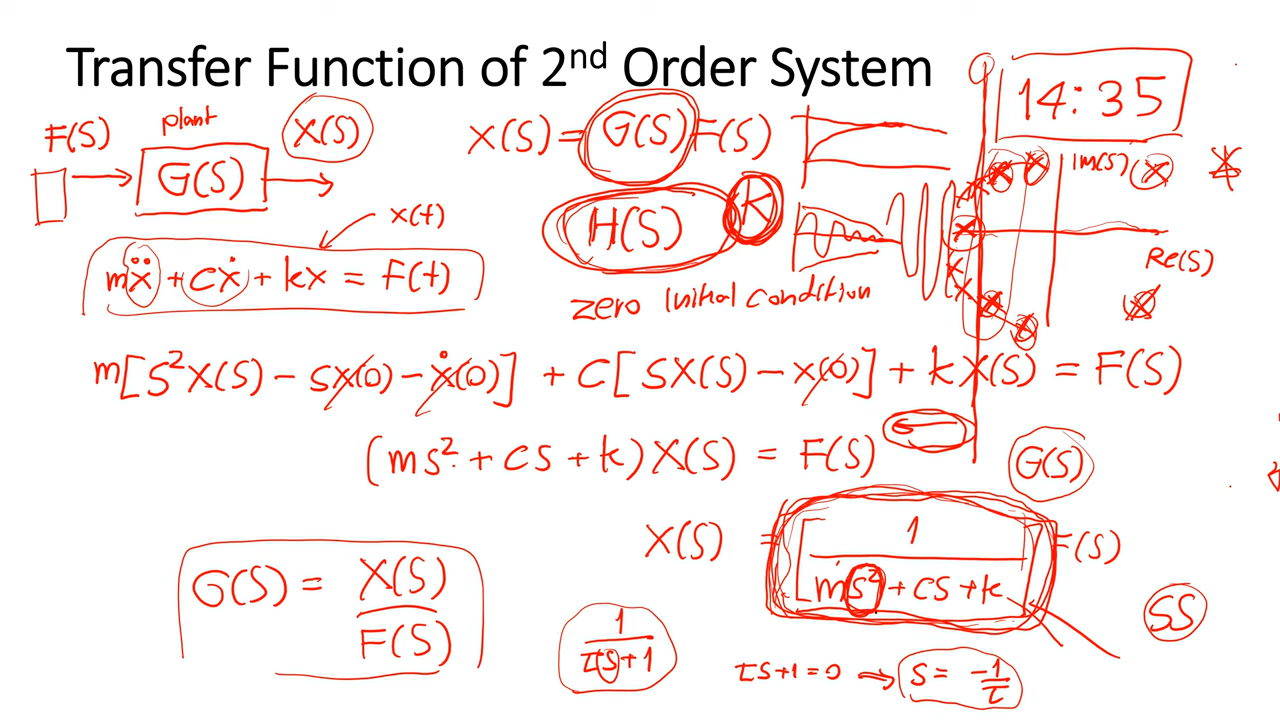 Transfer Function of 2nd Order System
14:35
F(S)
plant
X(S)
G(S)
X(S) = G(S) F(S)
Im(S)
Re(S)
H(S)
K
x(t)
mẍ + cẋ + kx = F(t)
zero Initial condition
m[S²X(S) - Sx(0) - ẋ(0)] + C[SX(S) - x(0)] + kX(S) = F(S)
(mS² + CS + k) X(S) = F(S)
G(S)
X(S) = [1 / mS² + CS + k] F(S)
G(S) = X(S) / F(S)
1 / τS+1
τS+1=0 → S = -1/τ
SS